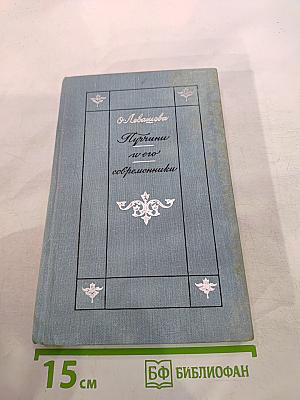 О. Левашова
Пуччини
и его
современники
15 см
БФ БИБЛИОФАН